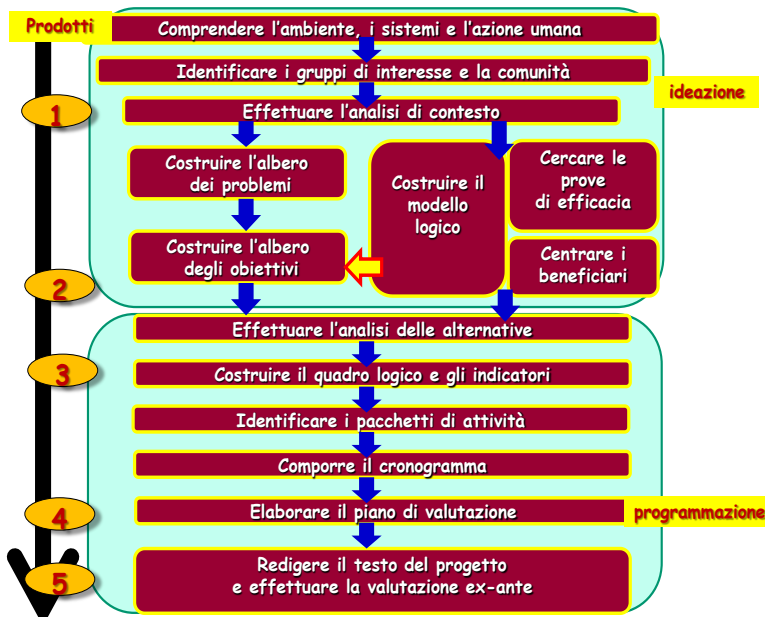 Prodotti
Comprendere l'ambiente, i sistemi e l'azione umana
Identificare i gruppi di interesse e la comunità
ideazione
1
Effettuare l'analisi di contesto
Costruire l'albero
dei problemi
Costruire il
modello
logico
Cercare le
prove
di efficacia
Costruire l'albero
degli obiettivi
Centrare i
beneficiari
2
Effettuare l'analisi delle alternative
3
Costruire il quadro logico e gli indicatori
Identificare i pacchetti di attività
Comporre il cronogramma
4
Elaborare il piano di valutazione
programmazione
5
Redigere il testo del progetto
e effettuare la valutazione ex-ante